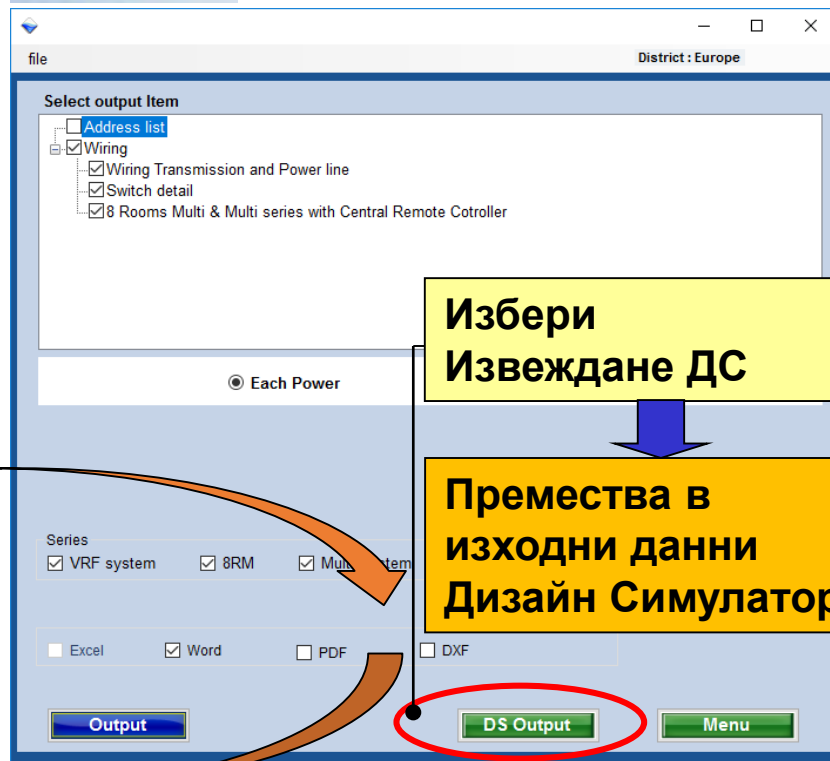 file
District : Europe
Select output Item
Address list
Wiring
Wiring Transmission and Power line
Switch detail
8 Rooms Multi & Multi series with Central Remote Cotroller
Избери
Извеждане ДС
Each Power
Премества в
изходни данни
Дизайн Симулатор
Series
VRF system 8RM
Excel Word PDF DXF
Output DS Output Menu